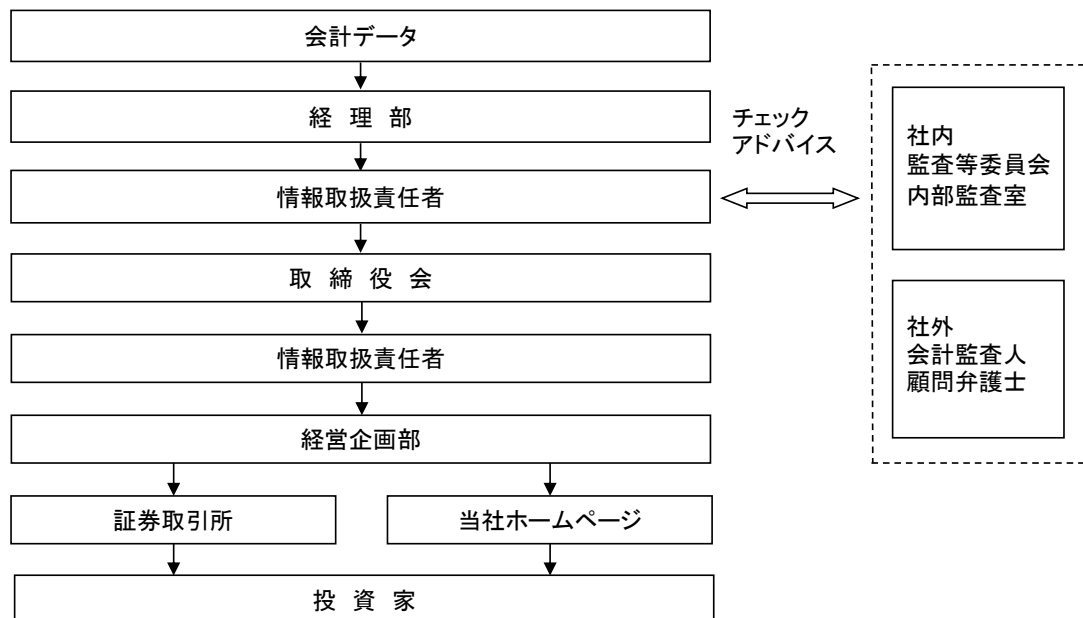 会計データ
経 理 部
情報取扱責任者
取 締 役 会
情報取扱責任者
経営企画部
証券取引所
当社ホームページ
投 資 家
チェック
アドバイス
社内
監査等委員会
内部監査室
社外
会計監査人
顧問弁護士